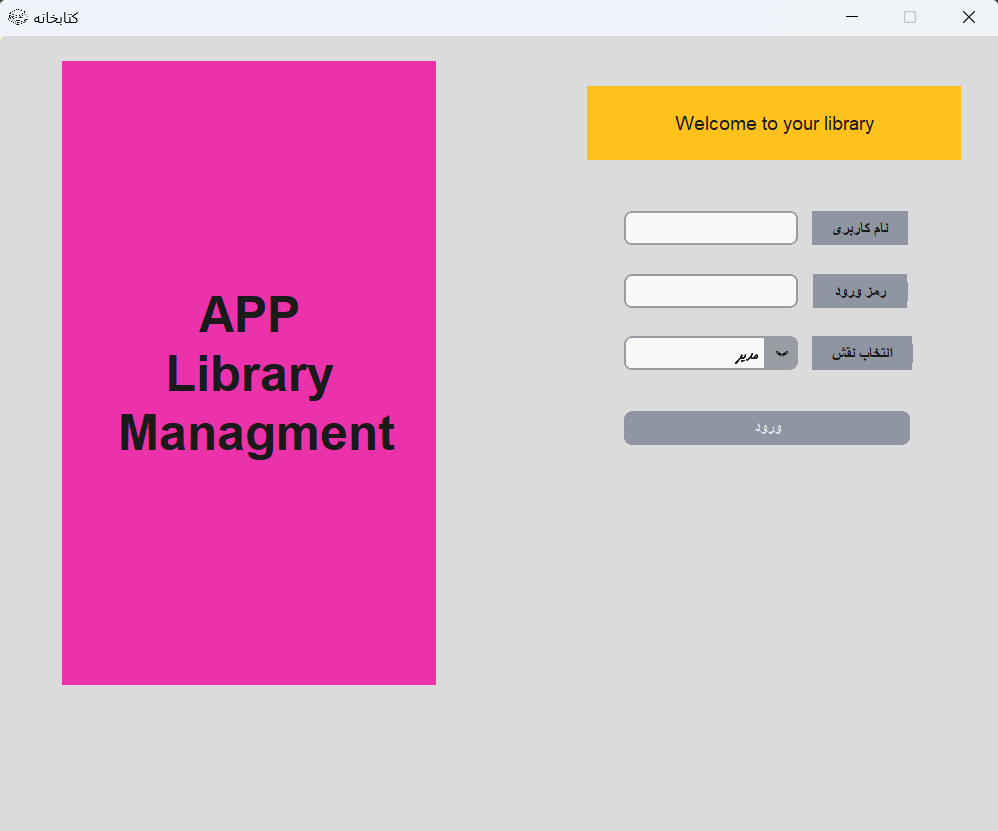 کتابخانه
APP
Library
Managment
Welcome to your library
نام کاربری
رمز ورود
انتخاب نقش
مدیر
ورود